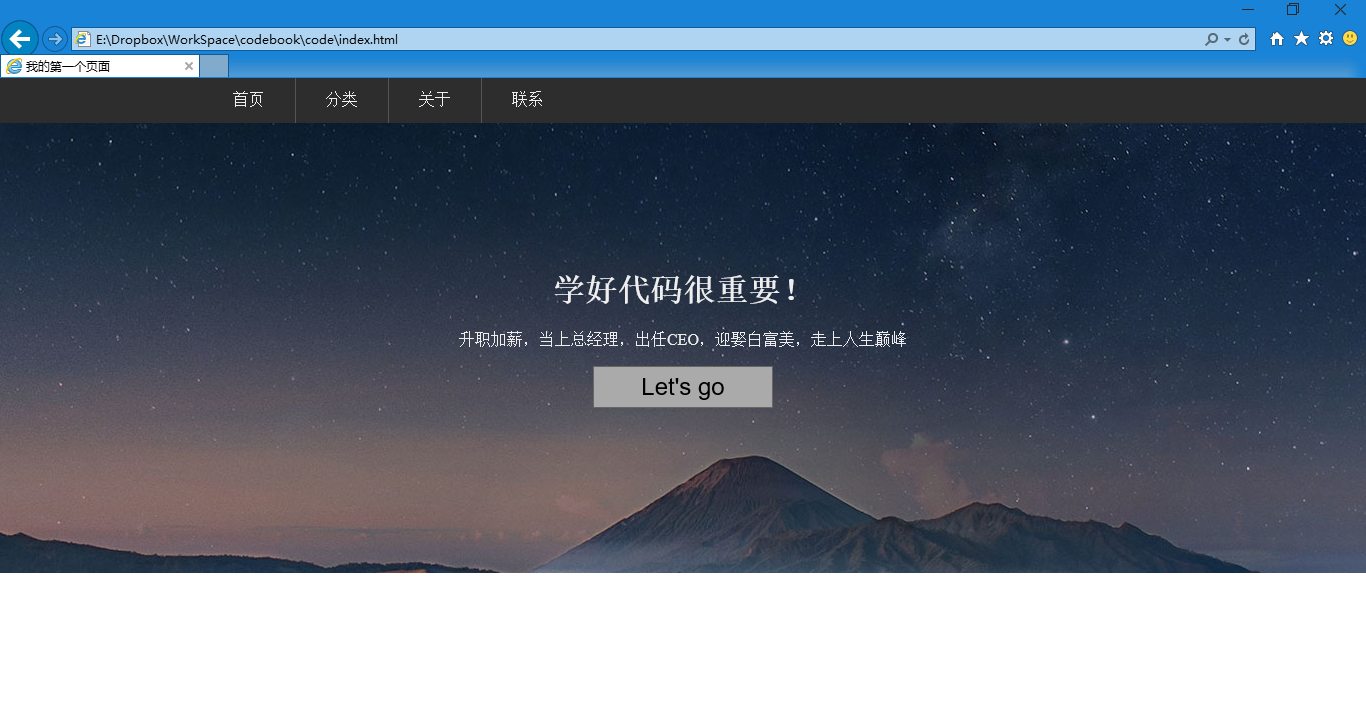 E:\Dropbox\WorkSpace\codebook\code\index.html
我的第一个页面
首页 分类 关于 联系
学好代码很重要！
升职加薪，当上总经理，出任CEO，迎娶白富美，走上人生巅峰
Let's go